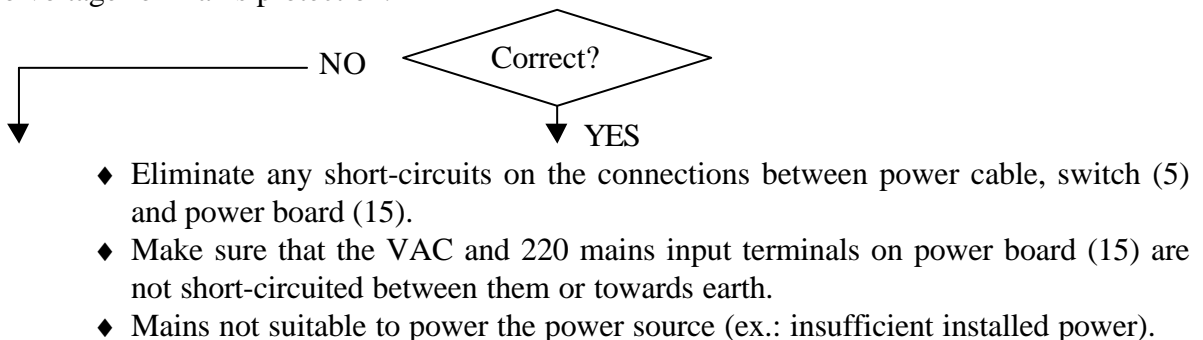 NO Correct?
YES
♦ Eliminate any short-circuits on the connections between power cable, switch (5)
and power board (15).
♦ Make sure that the VAC and 220 mains input terminals on power board (15) are
not short-circuited between them or towards earth.
♦ Mains not suitable to power the power source (ex.: insufficient installed power).